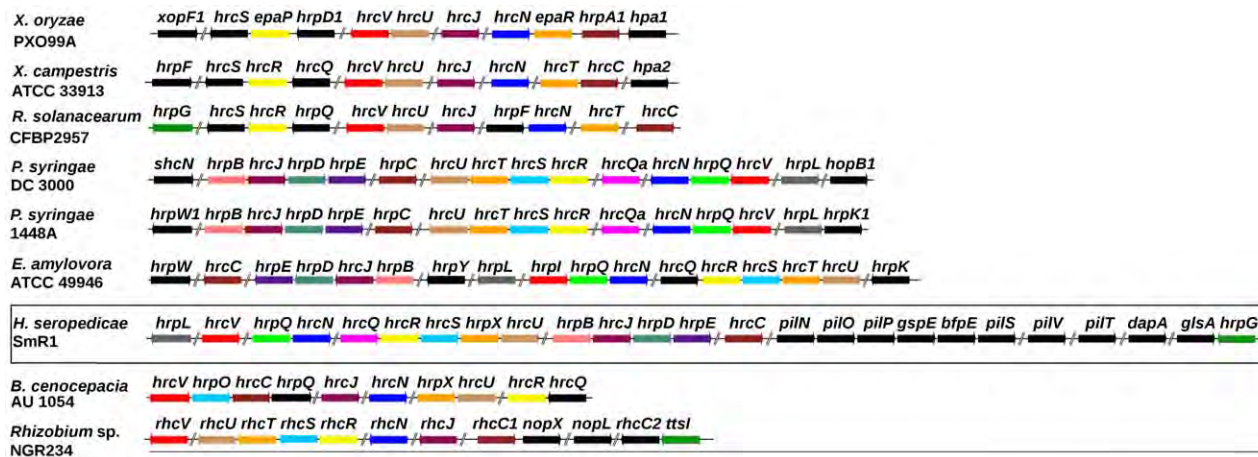 X. oryzae xopF1 hrcS epaP hrpD1 hrcV hrcU hrcJ hrcN epaR hrpA1 hpa1
PXO99A
X. campestris hrpF hrcS hrcR hrcQ hrcV hrcU hrcJ hrcN hrcT hrcC hpa2
ATCC 33913
R. solanacearum hrpG hrcS hrcR hrpQ hrcV hrcU hrcJ hrpF hrcN hrcT hrcC
CFBP2957
P. syringae shcN hrpB hrcJ hrpD hrpE hrpC hrcU hrcT hrcS hrcR hrcQa hrcN hrpQ hrcV hrpL hopB1
DC 3000
P. syringae hrpW1 hrpB hrcJ hrpD hrpE hrpC hrcU hrcT hrcS hrcR hrcQa hrcN hrpQ hrcV hrpL hrpK1
1448A
E. amylovora hrpW hrcC hrpE hrpD hrcJ hrpB hrpY hrpL hrpI hrpQ hrcN hrcQ hrcR hrcS hrcT hrcU hrpK
ATCC 49946
H. seropedicae hrpL hrcV hrpQ hrcN hrcQ hrcR hrcS hrpX hrcU hrpB hrcJ hrpD hrpE hrcC pilN pilO pilP gspE bfpE pilS pilV pilT dapA glsA hrpG
SmR1
B. cenocepacia hrcV hrpO hrcC hrpQ hrcJ hrcN hrpX hrcU hrcR hrcQ
AU 1054
Rhizobium sp. rhcV rhcU rhcT rhcS rhcR rhcN rhcJ rhcC1 nopX nopL rhcC2 ttsI
NGR234